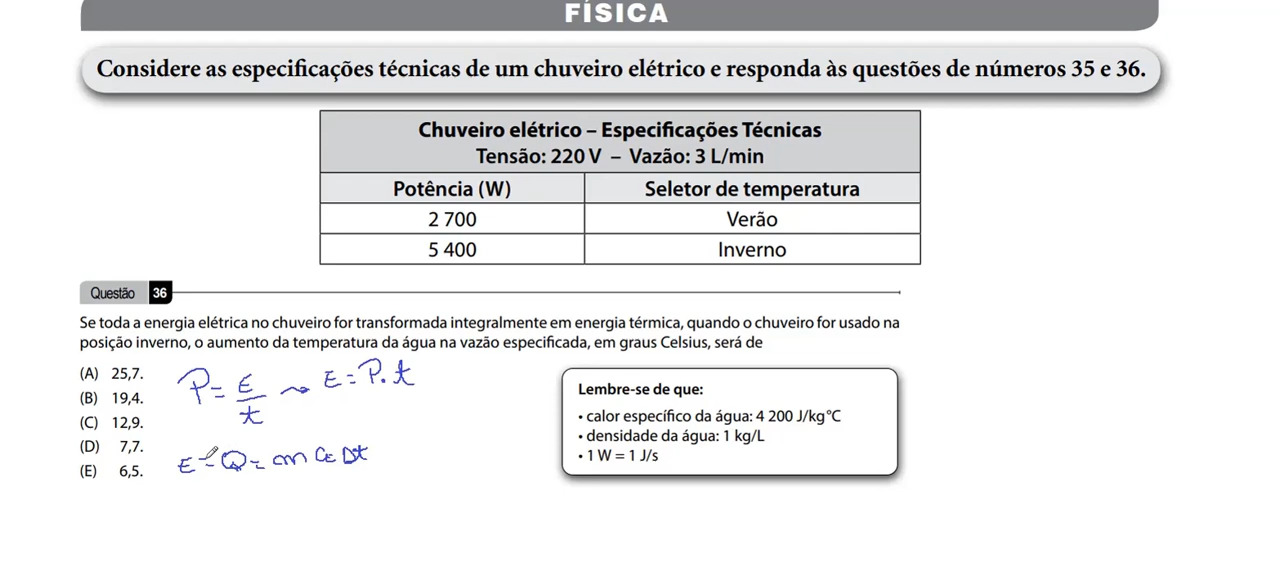 FÍSICA
Considere as especificações técnicas de um chuveiro elétrico e responda às questões de números 35 e 36.
Chuveiro elétrico – Especificações Técnicas
Tensão: 220 V – Vazão: 3 L/min
Potência (W) Seletor de temperatura
2 700 Verão
5 400 Inverno
Questão 36
Se toda a energia elétrica no chuveiro for transformada integralmente em energia térmica, quando o chuveiro for usado na
posição inverno, o aumento da temperatura da água na vazão especificada, em graus Celsius, será de
(A) 25,7.
(B) 19,4.
(C) 12,9.
(D) 7,7.
(E) 6,5.
P = E/t → E = P. t
E = Q = m CE Δt
Lembre-se de que:
• calor específico da água: 4 200 J/kg°C
• densidade da água: 1 kg/L
• 1 W = 1 J/s